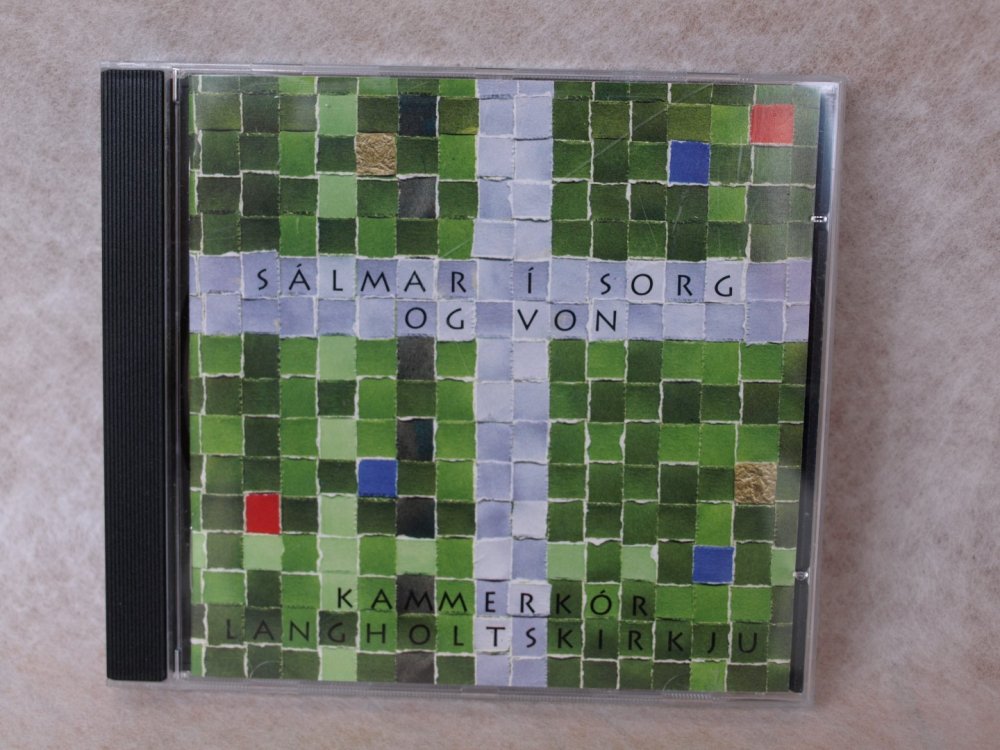 SÁLMAR Í SORG
OG VON
KAMMERKÓR
LANGHOLTSKIRKJU